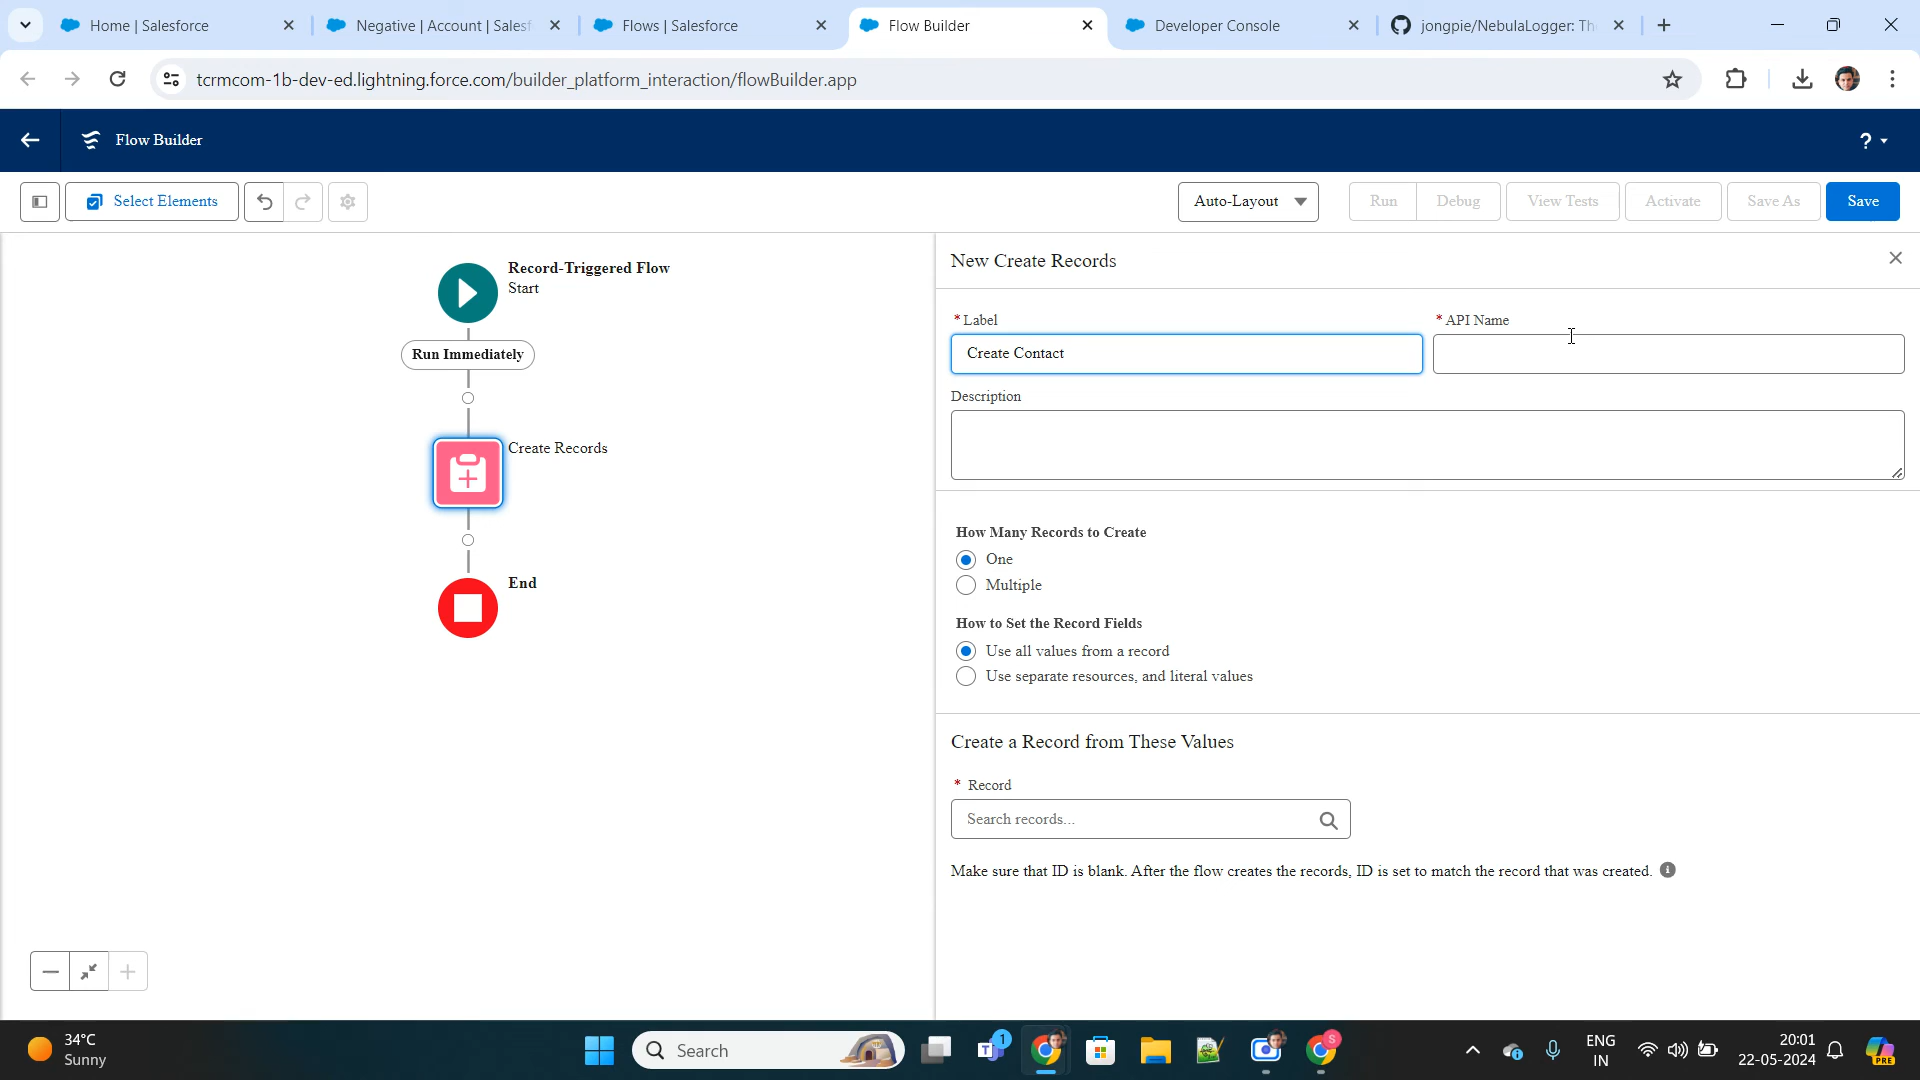 Home | Salesforce
Negative | Account | Salesf
Flows | Salesforce
Flow Builder
Developer Console
jongpie/NebulaLogger: Th
tcrmcom-1b-dev-ed.lightning.force.com/builder_platform_interaction/flowBuilder.app
Flow Builder
?
Select Elements
Auto-Layout
Run
Debug
View Tests
Activate
Save As
Save
Record-Triggered Flow
Start
Run Immediately
Create Records
End
New Create Records
* Label
* API Name
Create Contact
Description
How Many Records to Create
One
Multiple
How to Set the Record Fields
Use all values from a record
Use separate resources, and literal values
Create a Record from These Values
* Record
Search records...
Make sure that ID is blank. After the flow creates the records, ID is set to match the record that was created.
34°C
Sunny
Search
1
S
ENG
IN
20:01
22-05-2024
PRE